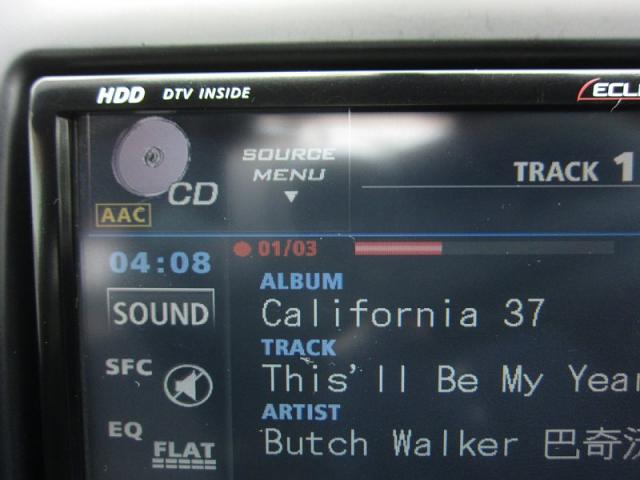 HDD DTV INSIDE
ECLI
CD
AAC
SOURCE
MENU
TRACK 1
01/03
04:08
ALBUM
California 37
SOUND
TRACK
This'll Be My Year
SFC
ARTIST
Butch Walker 巴奇沃
EQ
FLAT